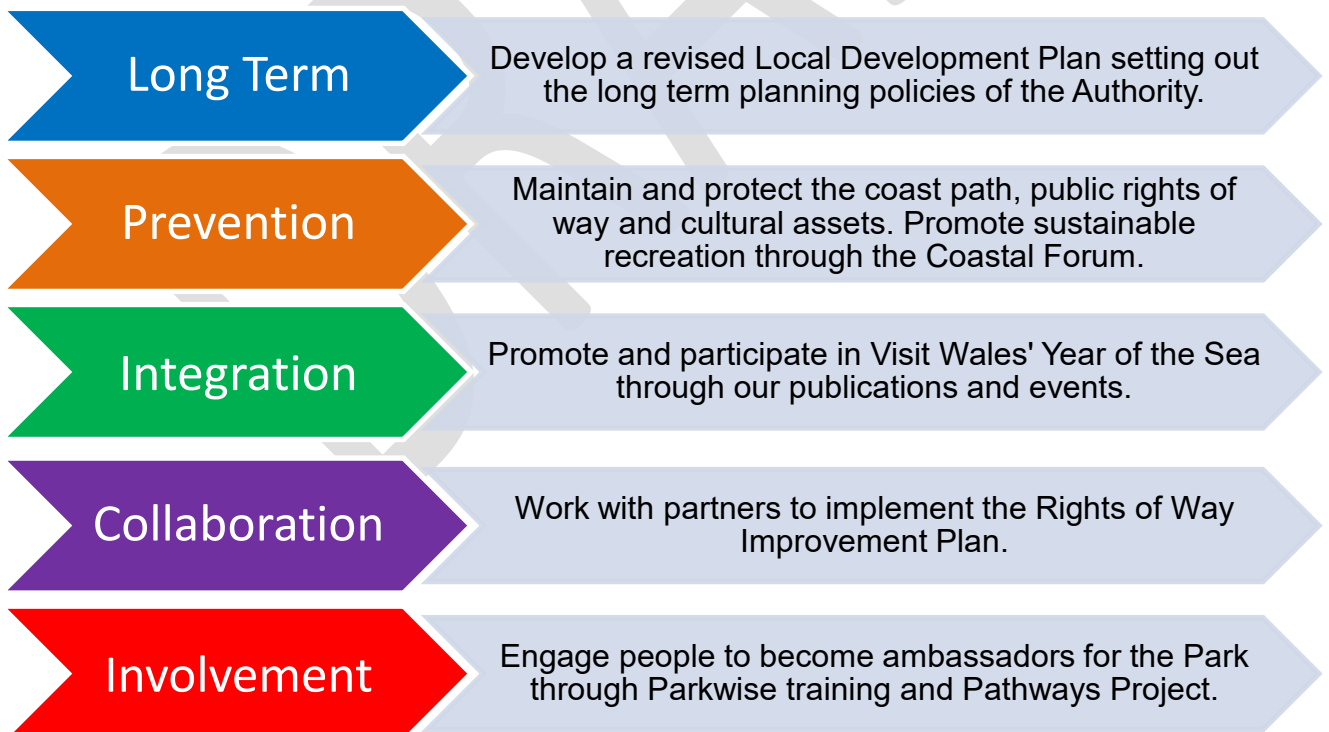 Long Term
Develop a revised Local Development Plan setting out
the long term planning policies of the Authority.
Prevention
Maintain and protect the coast path, public rights of
way and cultural assets. Promote sustainable
recreation through the Coastal Forum.
Integration
Promote and participate in Visit Wales' Year of the Sea
through our publications and events.
Collaboration
Work with partners to implement the Rights of Way
Improvement Plan.
Involvement
Engage people to become ambassadors for the Park
through Parkwise training and Pathways Project.